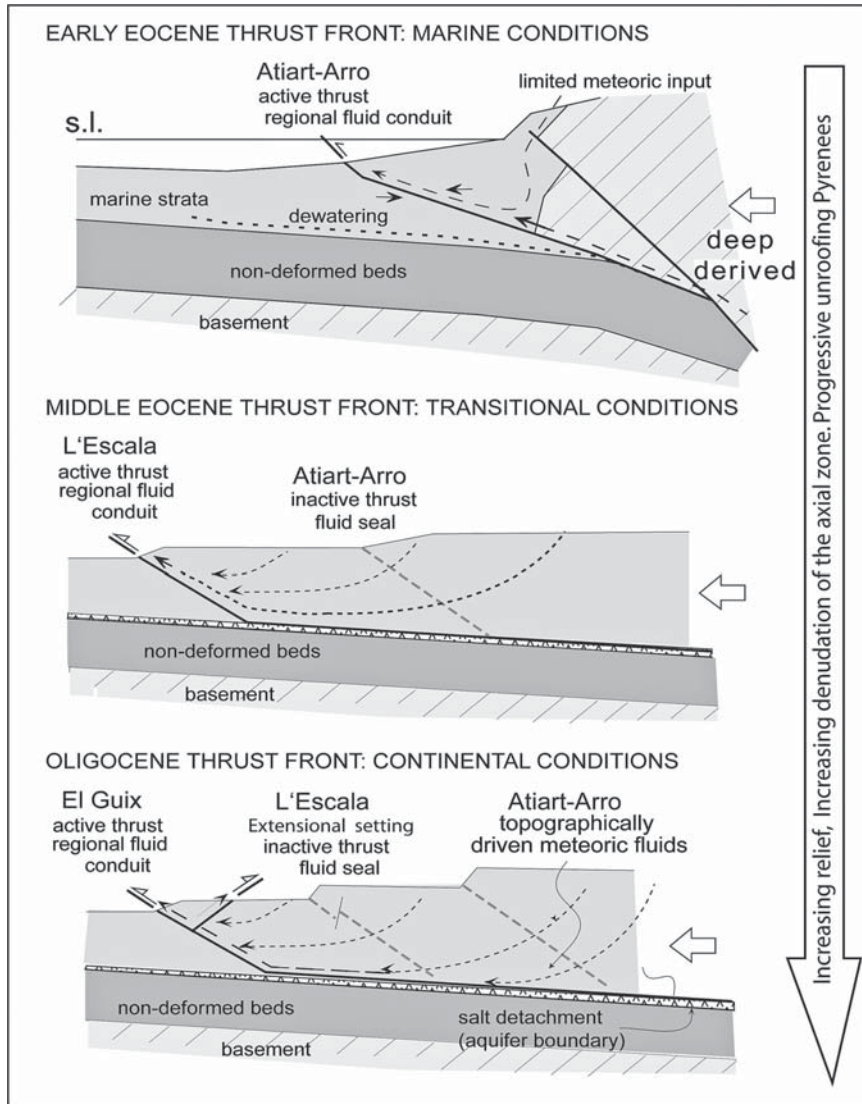 EARLY EOCENE THRUST FRONT: MARINE CONDITIONS
Atiart-Arro
active thrust
regional fluid conduit
limited meteoric input
s.l.
marine strata
dewatering
deep
derived
non-deformed beds
basement
MIDDLE EOCENE THRUST FRONT: TRANSITIONAL CONDITIONS
L'Escala
active thrust
regional fluid
conduit
Atiart-Arro
inactive thrust
fluid seal
non-deformed beds
basement
OLIGOCENE THRUST FRONT: CONTINENTAL CONDITIONS
El Guix
active thrust
regional fluid
conduit
L'Escala
Extensional setting
inactive thrust
fluid seal
Atiart-Arro
topographically
driven meteoric fluids
non-deformed beds
salt detachment
(aquifer boundary)
basement
Increasing relief, Increasing denudation of the axial zone. Progressive unroofing Pyrenees